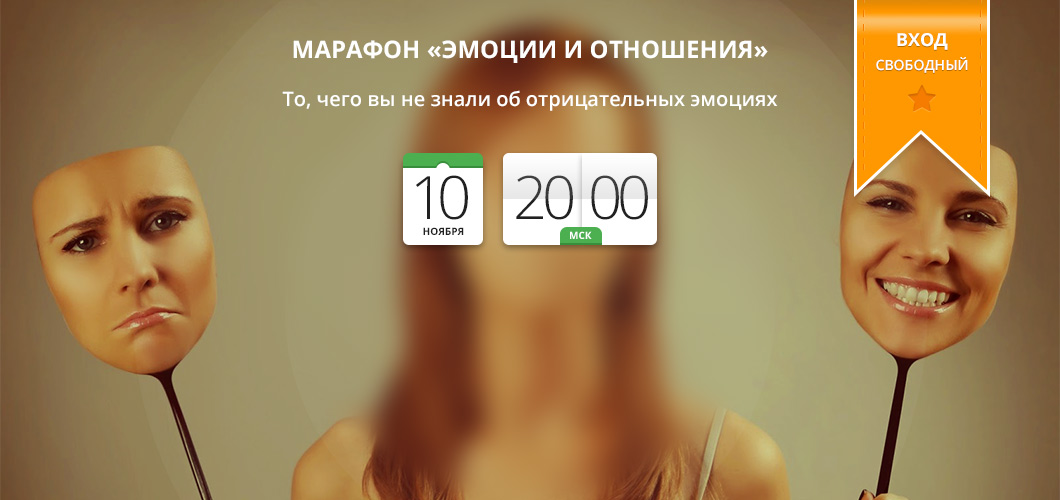 МАРАФОН «ЭМОЦИИ И ОТНОШЕНИЯ»
То, чего вы не знали об отрицательных эмоциях
ВХОД
СВОБОДНЫЙ
10
НОЯБРЯ
20 00
МСК